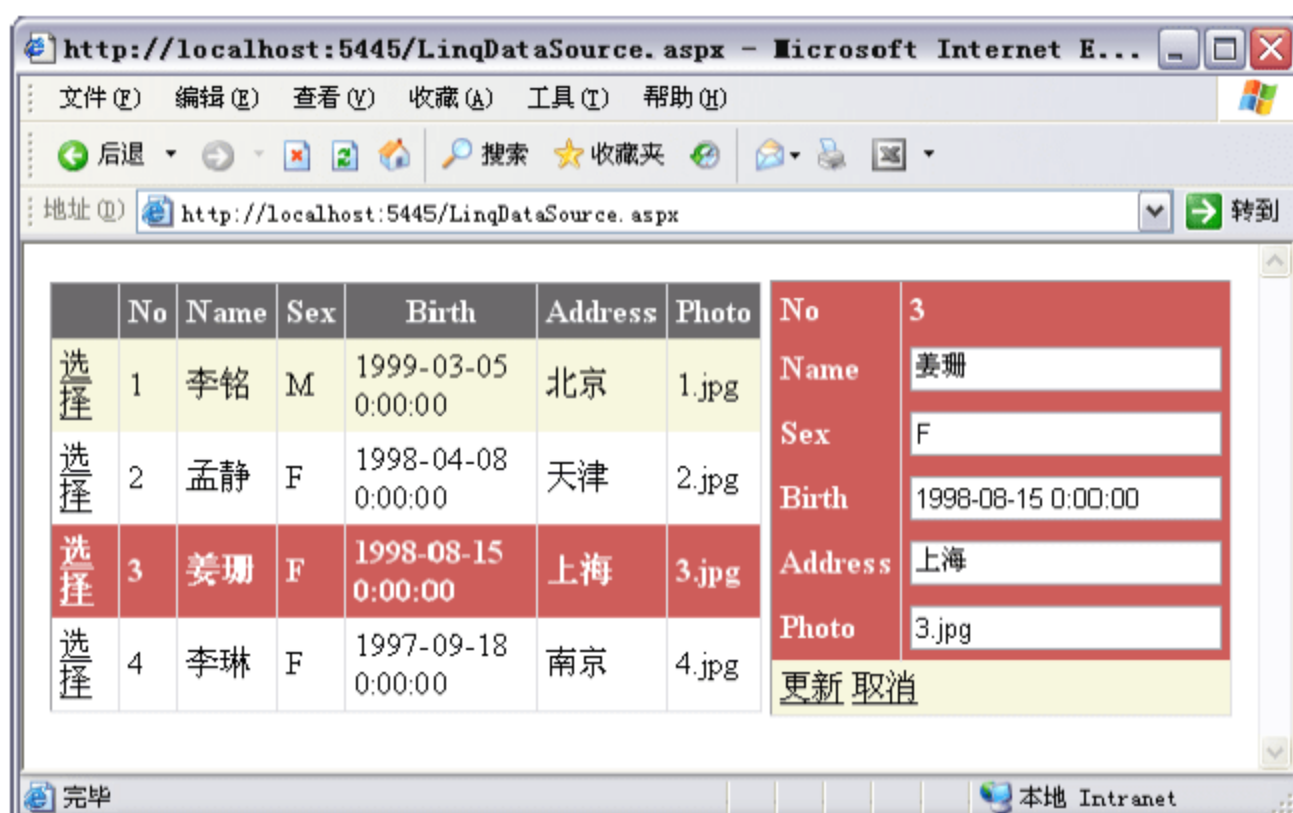 http://localhost:5445/LinqDataSource.aspx - Microsoft Internet E...
文件(F) 编辑(E) 查看(V) 收藏(A) 工具(T) 帮助(H)
后退 搜索 收藏夹
地址(D) http://localhost:5445/LinqDataSource.aspx 转到
No Name Sex Birth Address Photo
选择 1 李铭 M 1999-03-05 0:00:00 北京 1.jpg
选择 2 孟静 F 1998-04-08 0:00:00 天津 2.jpg
选择 3 姜珊 F 1998-08-15 0:00:00 上海 3.jpg
选择 4 李琳 F 1997-09-18 0:00:00 南京 4.jpg
No 3
Name 姜珊
Sex F
Birth 1998-08-15 0:00:00
Address 上海
Photo 3.jpg
更新 取消
完毕 本地 Intranet